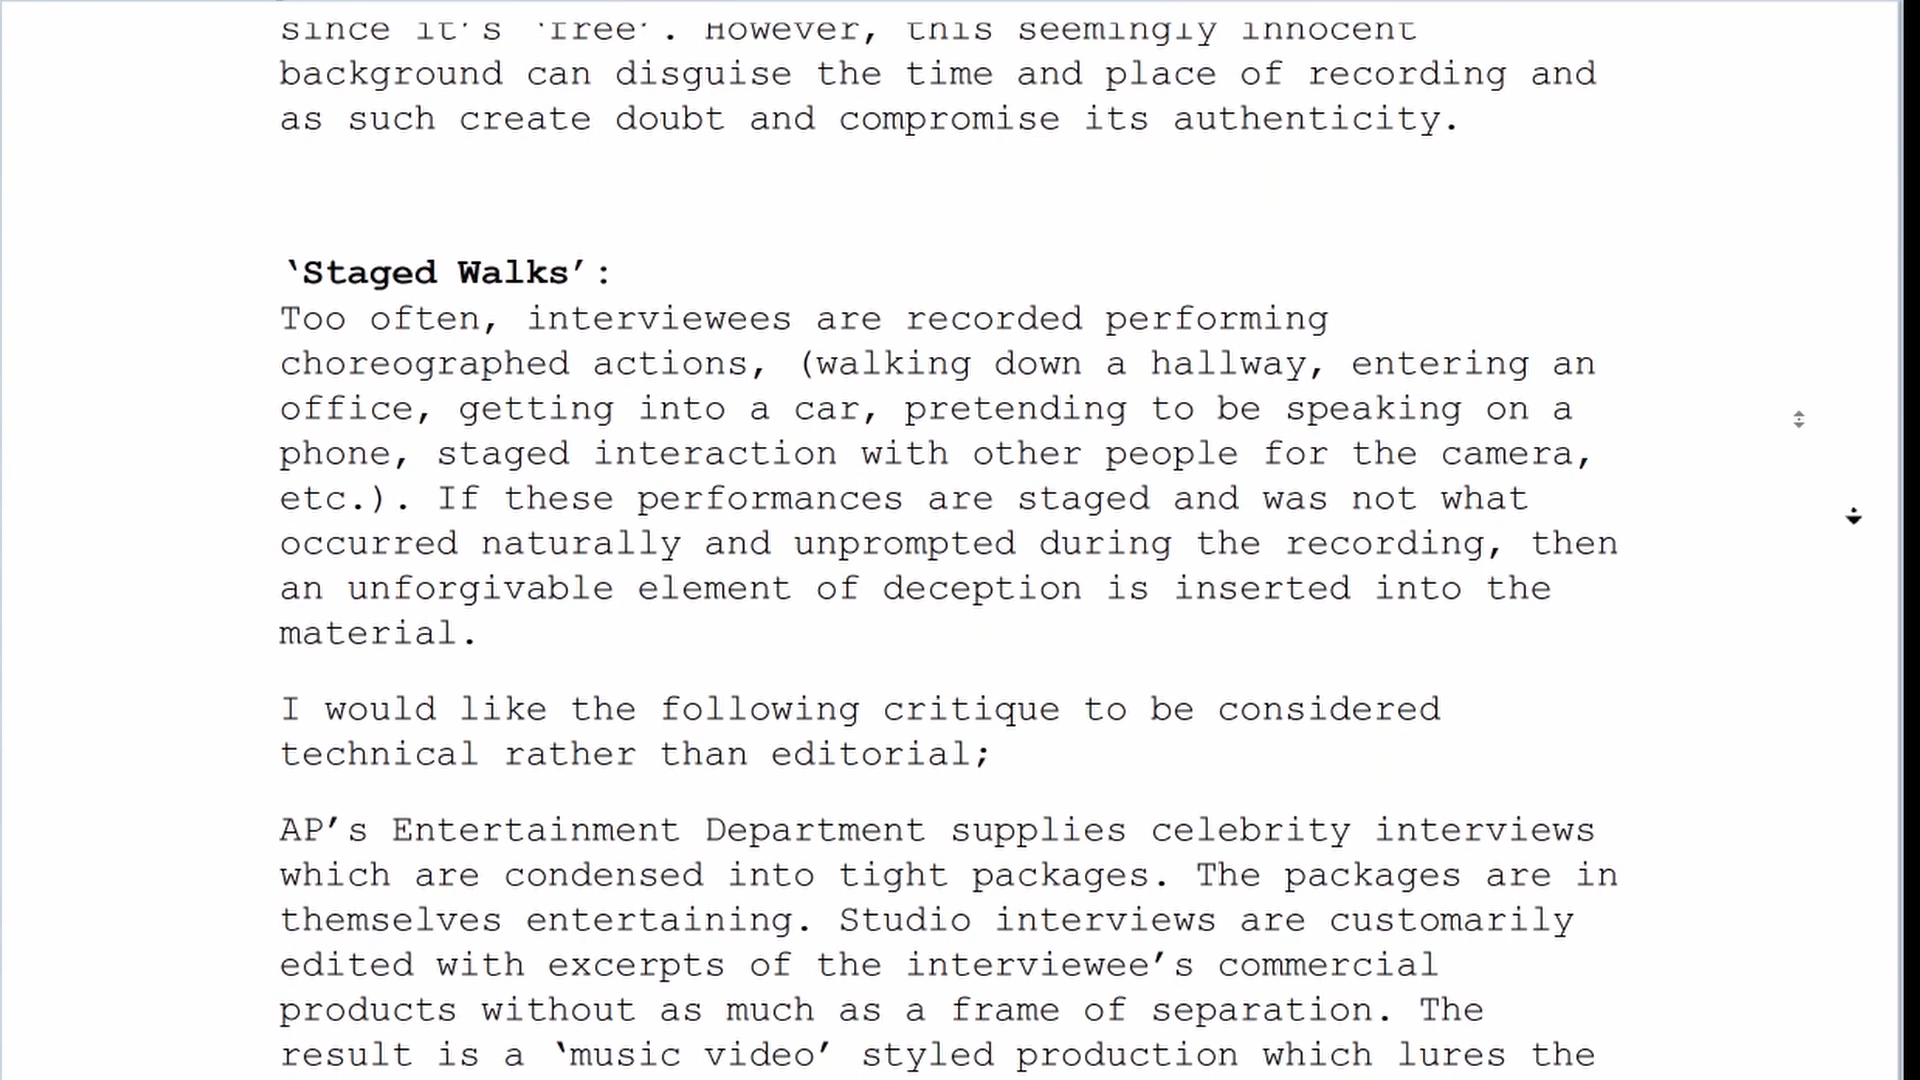 since it's 'free'. However, this seemingly innocent
background can disguise the time and place of recording and
as such create doubt and compromise its authenticity.
‘Staged Walks’:
Too often, interviewees are recorded performing
choreographed actions, (walking down a hallway, entering an
office, getting into a car, pretending to be speaking on a
phone, staged interaction with other people for the camera,
etc.). If these performances are staged and was not what
occurred naturally and unprompted during the recording, then
an unforgivable element of deception is inserted into the
material.
I would like the following critique to be considered
technical rather than editorial;
AP’s Entertainment Department supplies celebrity interviews
which are condensed into tight packages. The packages are in
themselves entertaining. Studio interviews are customarily
edited with excerpts of the interviewee’s commercial
products without as much as a frame of separation. The
result is a ‘music video’ styled production which lures the